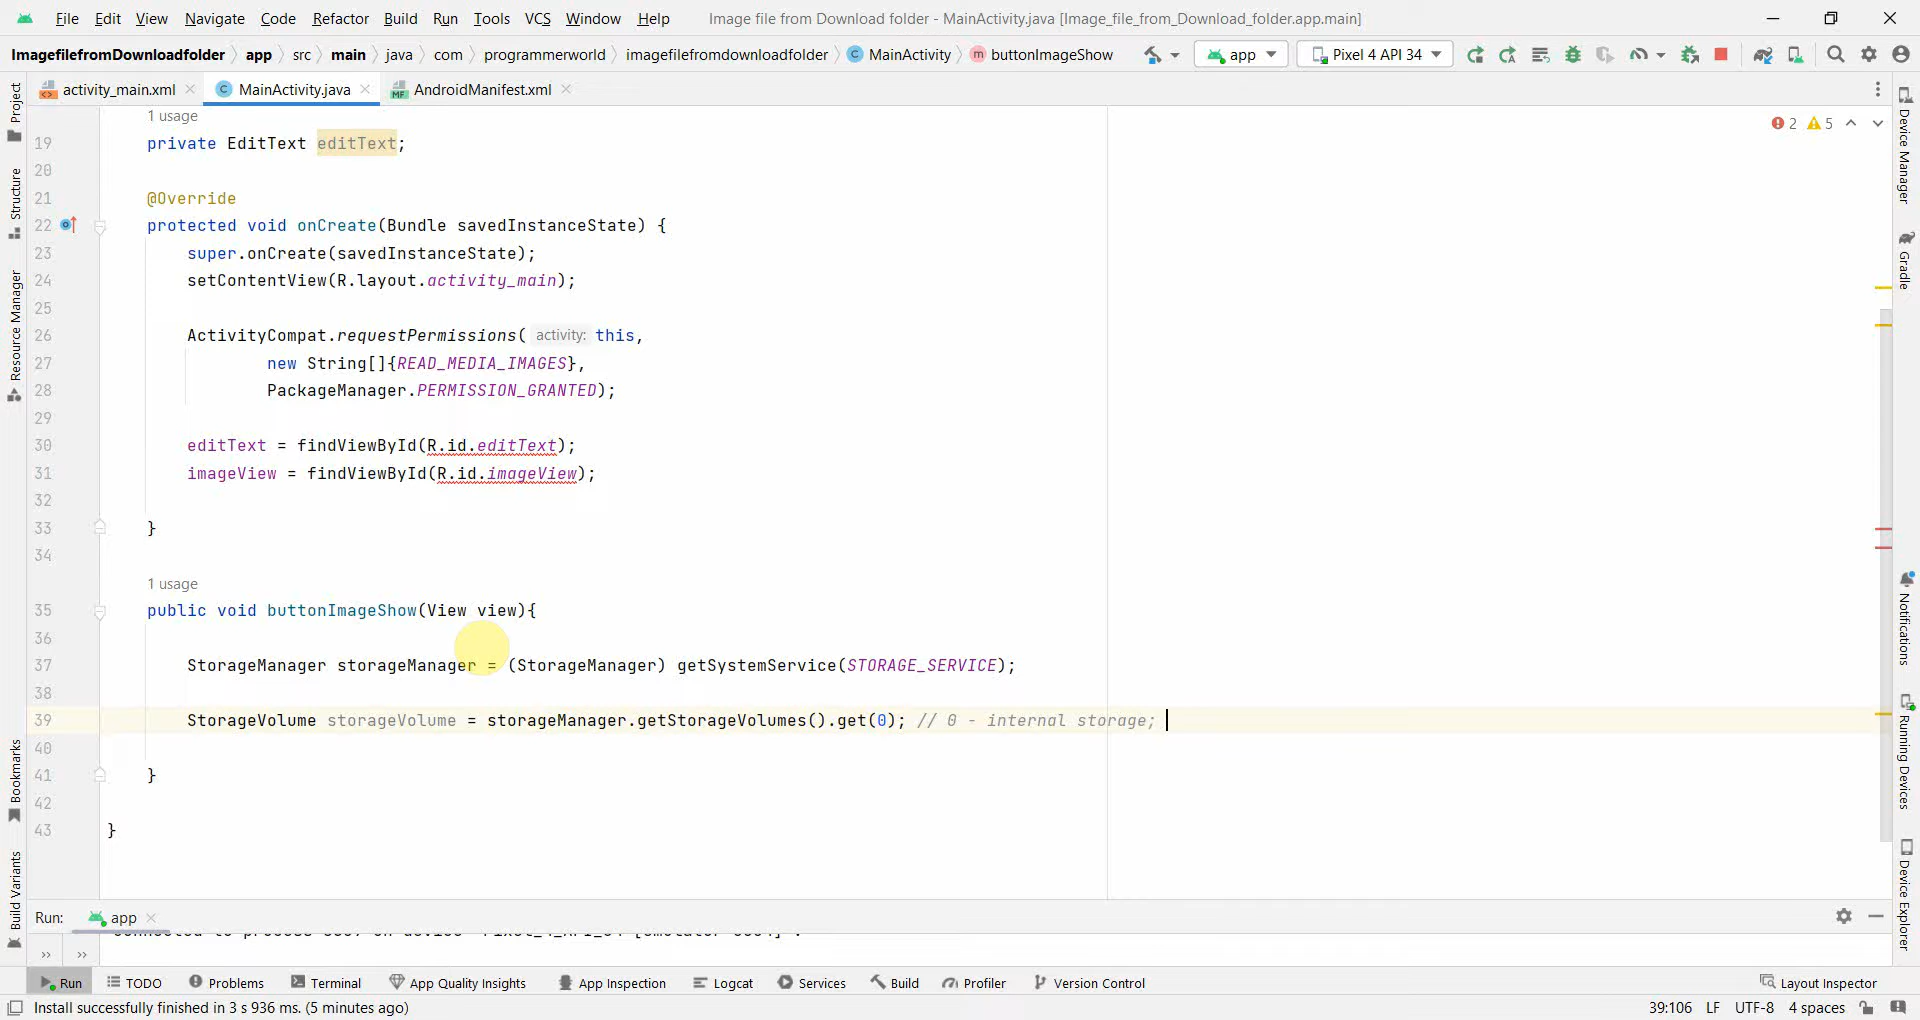 File Edit View Navigate Code Refactor Build Run Tools VCS Window Help Image file from Download folder - MainActivity.java [Image_file_from_Download_folder.app.main]
ImagefilefromDownloadfolder app src main java com programmerworld imagefilefromdownloadfolder C MainActivity m buttonImageShow app Pixel 4 API 34
activity_main.xml C MainActivity.java MF AndroidManifest.xml
1 usage
2 5
19 private EditText editText;
20
21 @Override
22 protected void onCreate(Bundle savedInstanceState) {
23 super.onCreate(savedInstanceState);
24 setContentView(R.layout.activity_main);
25
26 ActivityCompat.requestPermissions( activity: this,
27 new String[]{READ_MEDIA_IMAGES},
28 PackageManager.PERMISSION_GRANTED);
29
30 editText = findViewById(R.id.editText);
31 imageView = findViewById(R.id.imageView);
32
33 }
34
1 usage
35 public void buttonImageShow(View view){
36
37 StorageManager storageManager = (StorageManager) getSystemService(STORAGE_SERVICE);
38
39 StorageVolume storageVolume = storageManager.getStorageVolumes().get(0); // 0 - internal storage;
40
41 }
42
43 }
Project
Structure
Resource Manager
Bookmarks
Build Variants
Device Manager
Gradle
Notifications
Running Devices
Device Explorer
Run: app
Run TODO Problems Terminal App Quality Insights App Inspection Logcat Services Build Profiler Version Control Layout Inspector
Install successfully finished in 3 s 936 ms. (5 minutes ago) 39:106 LF UTF-8 4 spaces